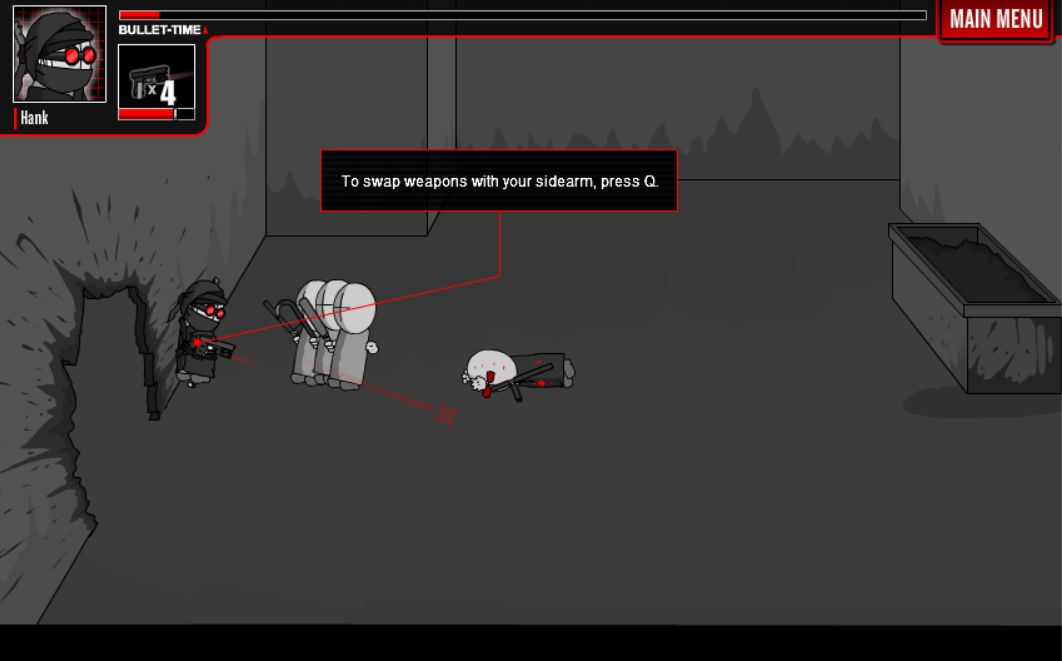 MAIN MENU
BULLET-TIME
x4
Hank
To swap weapons with your sidearm, press Q.